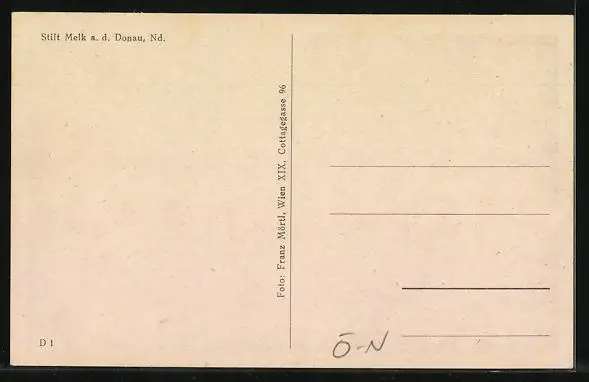 Stift Melk a. d. Donau, Nd.
Foto: Franz Mörtl, Wien XIX, Cottagegasse 96
D 1
Ō-N